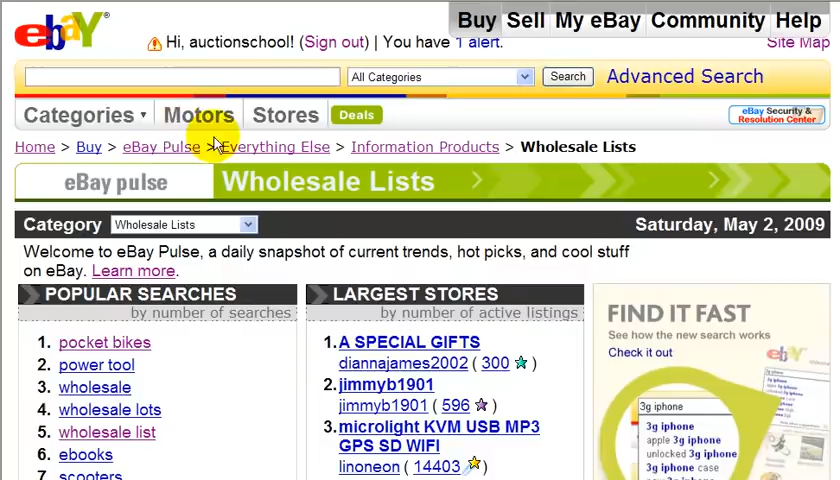 ebaY
Buy Sell My eBay Community Help
Hi, auctionschool! (Sign out) | You have 1 alert.
Site Map
All Categories Search Advanced Search
Categories Motors Stores Deals
eBay Security &
Resolution Center
Home > Buy > eBay Pulse > Everything Else > Information Products > Wholesale Lists
eBay pulse Wholesale Lists
Category Wholesale Lists Saturday, May 2, 2009
Welcome to eBay Pulse, a daily snapshot of current trends, hot picks, and cool stuff
on eBay. Learn more.
POPULAR SEARCHES
by number of searches
1. pocket bikes
2. power tool
3. wholesale
4. wholesale lots
5. wholesale list
6. ebooks
7. scooters
LARGEST STORES
by number of active listings
1. A SPECIAL GIFTS
diannajames2002 ( 300 )
2. jimmyb1901
jimmyb1901 ( 596 )
3. microlight KVM USB MP3
GPS SD WIFI
linoneon ( 14403 )
FIND IT FAST
See how the new search works
Check it out
ebaY
3g iphone
3g iphone
apple 3g iphone
unlocked 3g iphone
3g iphone case